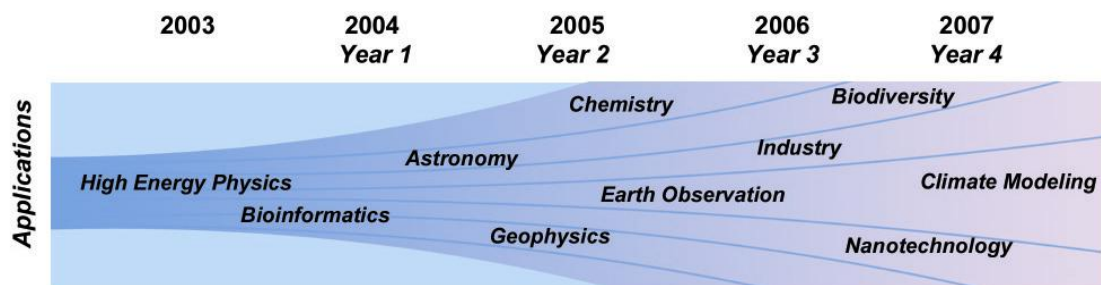 2003 2004 2005 2006 2007
Year 1 Year 2 Year 3 Year 4
Applications
Chemistry Biodiversity
Astronomy Industry
High Energy Physics Earth Observation Climate Modeling
Bioinformatics Geophysics Nanotechnology